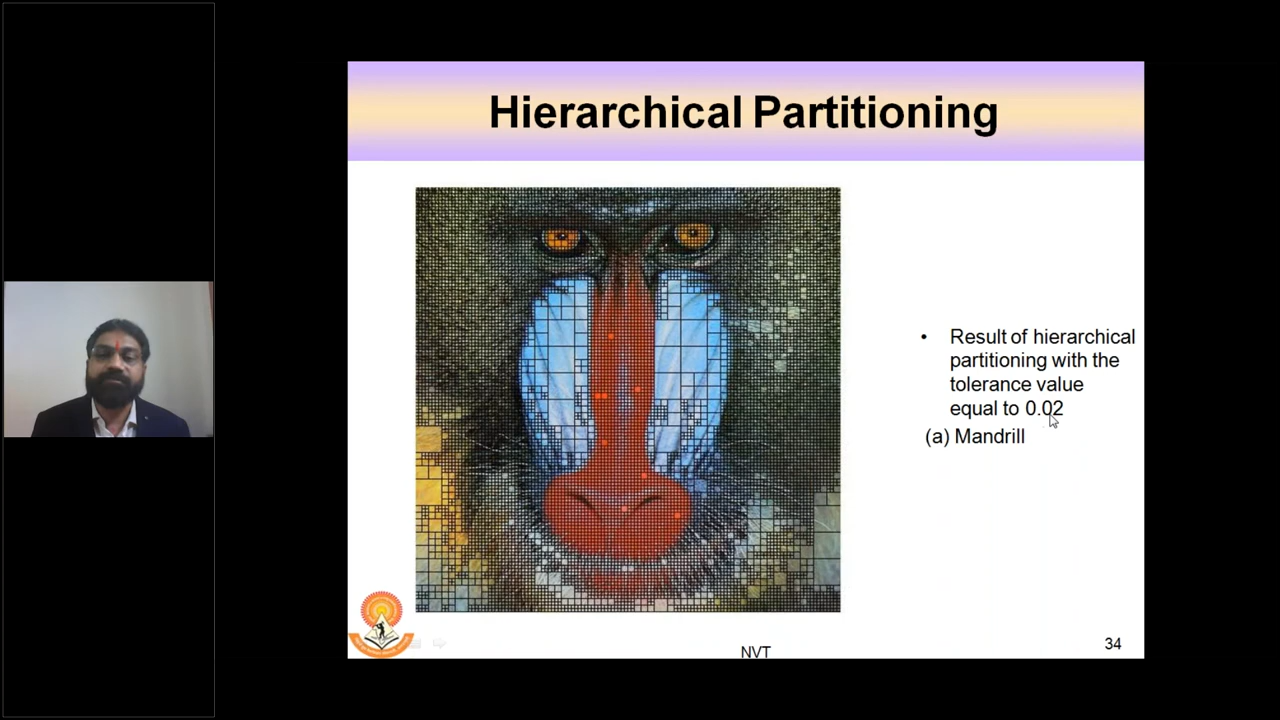 Hierarchical Partitioning
• Result of hierarchical
partitioning with the
tolerance value
equal to 0.02
(a) Mandrill
NVT
34